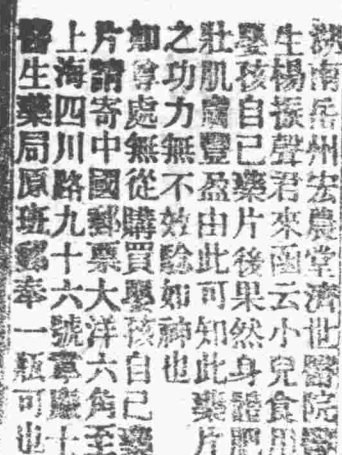 湖南岳州宏農堂濟世醫院醫
生楊振聲君來函云小兒食用
嬰孩自己藥片後果然身體肥
壯肌膚豐盈由此可知此藥片
之功力無不效驗如神也
如尊處無從購買嬰孩自己藥
片請寄中國郵票大洋六角至
上海四川路九十六號韋廉士
醫生藥局原班郵奉一瓶可也